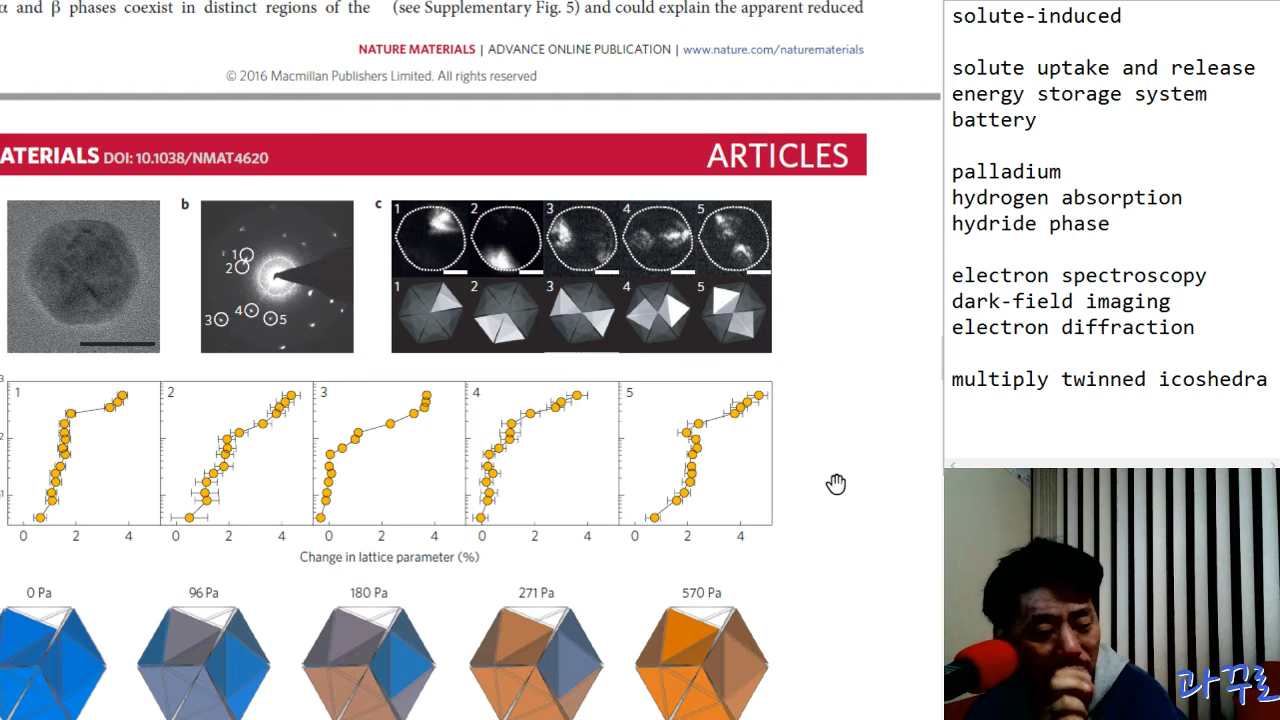 α and β phases coexist in distinct regions of the
(see Supplementary Fig. 5) and could explain the apparent reduced
NATURE MATERIALS | ADVANCE ONLINE PUBLICATION | www.nature.com/naturematerials
© 2016 Macmillan Publishers Limited. All rights reserved
ATERIALS DOI: 10.1038/NMAT4620
ARTICLES
b
c
1
2
3
4
5
1 2 3 4 5
1 2 3 4 5
3
2
1
1
2
3
4
5
0 2 4
0 2 4
0 2 4
0 2 4
0 2 4
Change in lattice parameter (%)
0 Pa
96 Pa
180 Pa
271 Pa
570 Pa
solute-induced
solute uptake and release
energy storage system
battery
palladium
hydrogen absorption
hydride phase
electron spectroscopy
dark-field imaging
electron diffraction
multiply twinned icoshedra
과꾸로